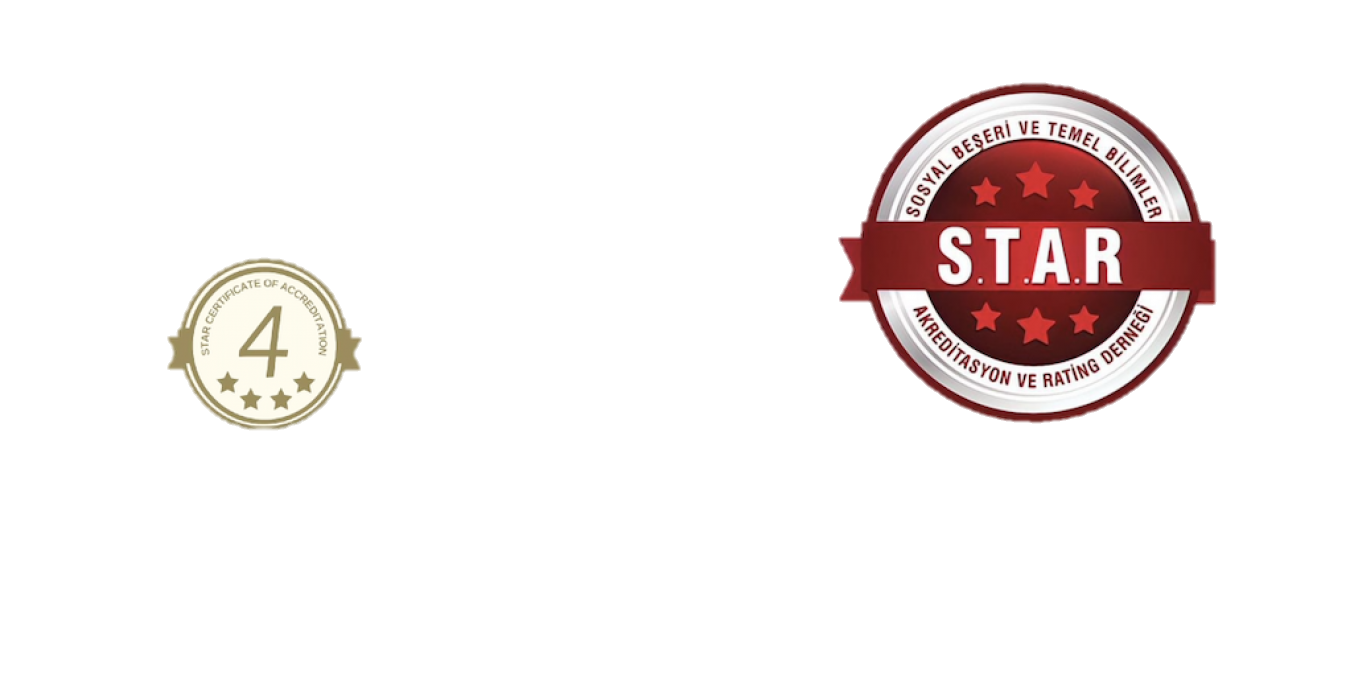 STAR CERTIFICATE OF ACCREDITATION
4
SOSYAL BEŞERİ VE TEMEL BİLİMLER
S.T.A.R
AKREDİTASYON VE RATİNG DERNEĞİ